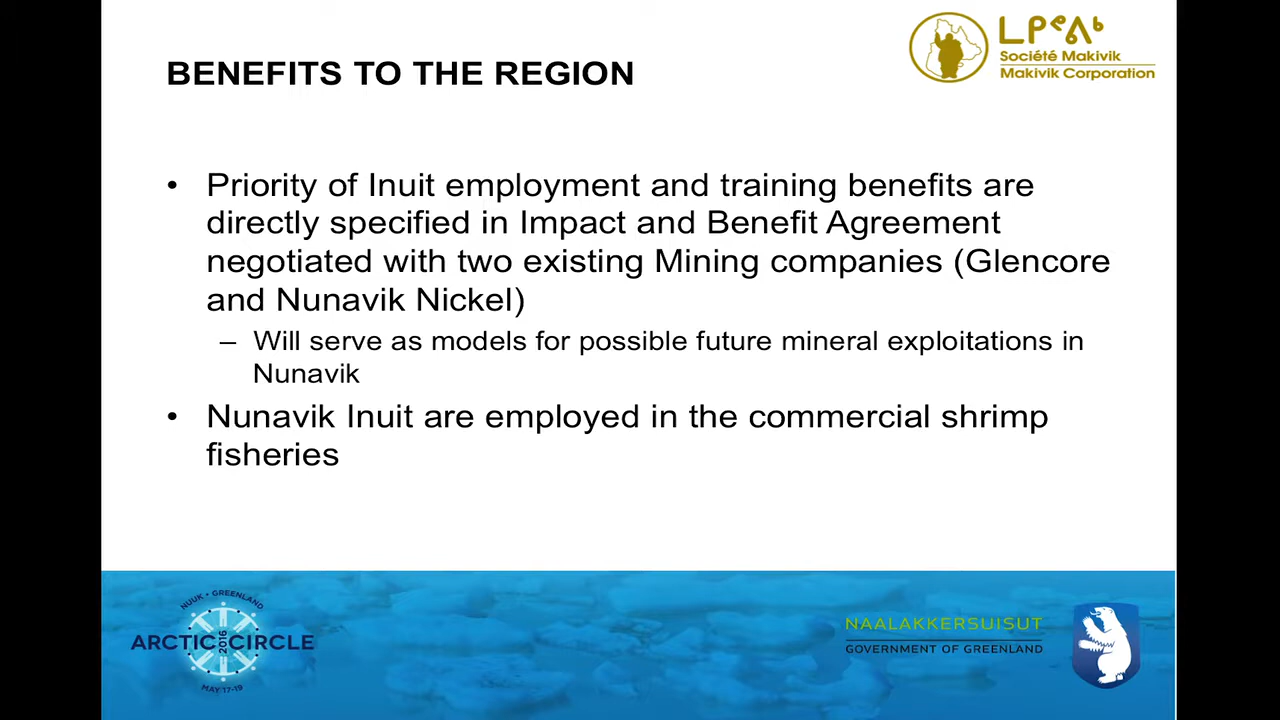 ᒪᑭᕝᕕᒃ
Société Makivik
Makivik Corporation
BENEFITS TO THE REGION
• Priority of Inuit employment and training benefits are
directly specified in Impact and Benefit Agreement
negotiated with two existing Mining companies (Glencore
and Nunavik Nickel)
– Will serve as models for possible future mineral exploitations in
Nunavik
• Nunavik Inuit are employed in the commercial shrimp
fisheries
NUUK • GREENLAND
ARCTIC CIRCLE
2016
MAY 17-19
NAALAKKERSUISUT
GOVERNMENT OF GREENLAND